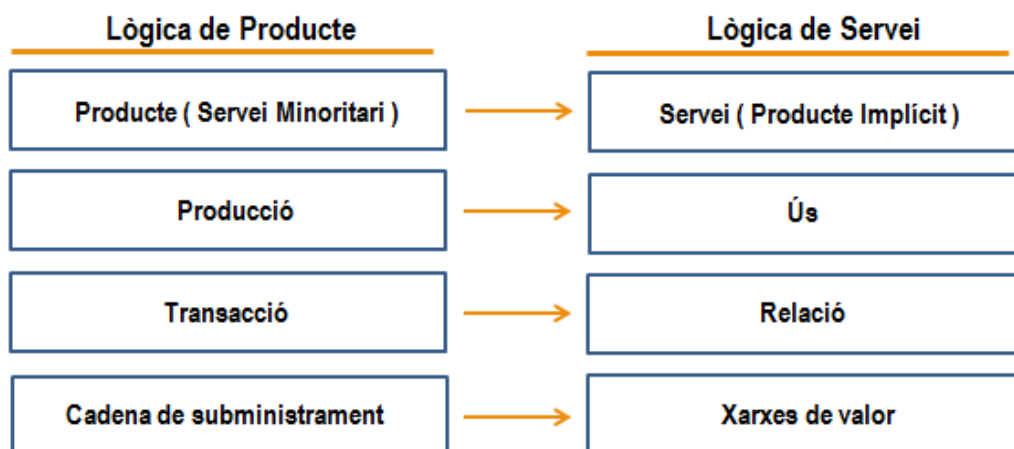 Lògica de Producte
Lògica de Servei
Producte ( Servei Minoritari )
Servei ( Producte Implícit )
Producció
Ús
Transacció
Relació
Cadena de subministrament
Xarxes de valor